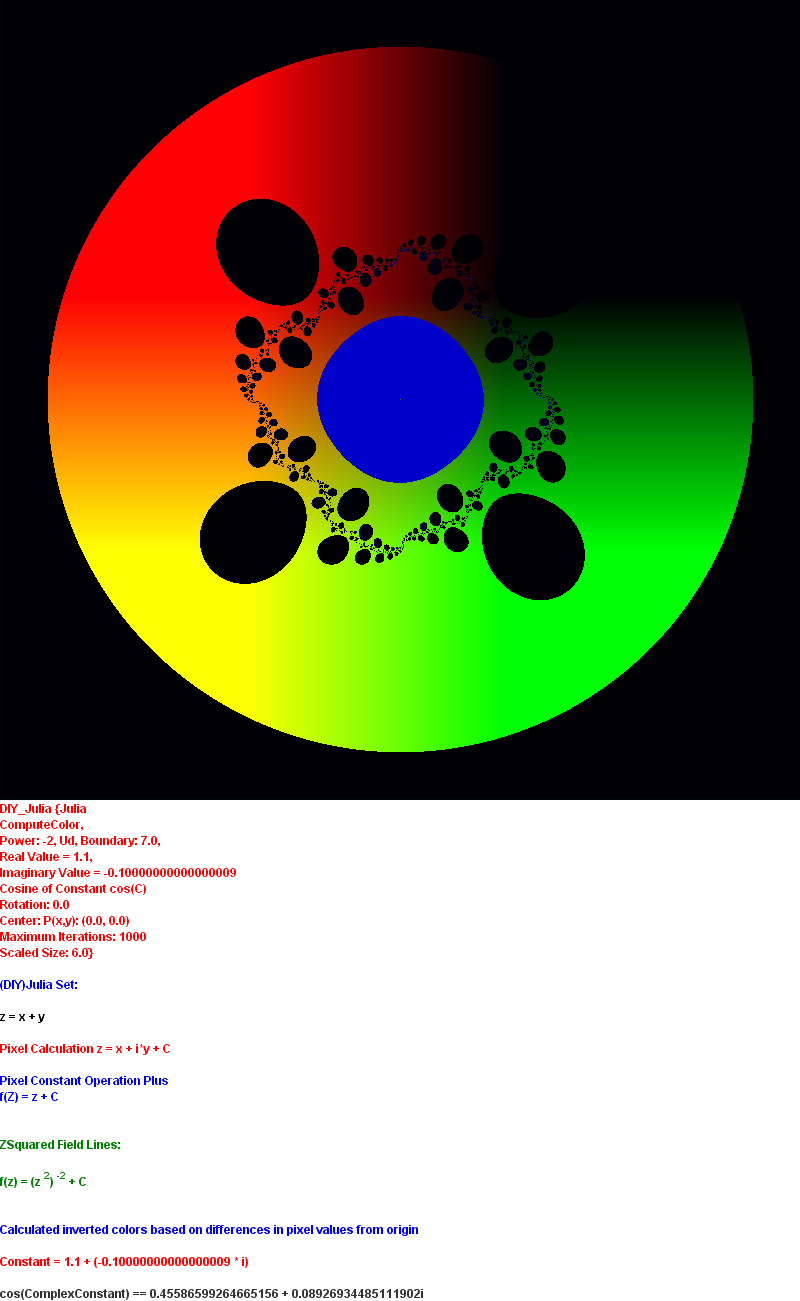 DIY_Julia {Julia
ComputeColor,
Power: -2, Ud, Boundary: 7.0,
Real Value = 1.1,
Imaginary Value = -0.10000000000000009
Cosine of Constant cos(C)
Rotation: 0.0
Center: P(x,y): (0.0, 0.0)
Maximum Iterations: 1000
Scaled Size: 6.0}
(DIY)Julia Set:
z = x + y
Pixel Calculation z = x + i*y + C
Pixel Constant Operation Plus
f(Z) = z + C
ZSquared Field Lines:
f(z) = (z 2) -2 + C
Calculated inverted colors based on differences in pixel values from origin
Constant = 1.1 + (-0.10000000000000009 * i)
cos(ComplexConstant) == 0.45586599264665156 + 0.08926934485111902i